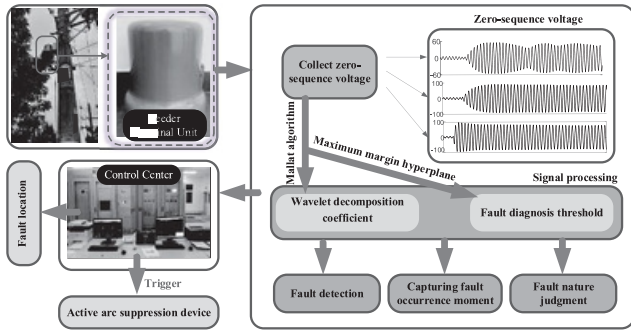 Zero-sequence voltage
60
0
-60
100
0
-100
100
0
-100
Collect zero-
sequence voltage
Unit
Mallat algorithm
Maximum margin hyperplane
Signal processing
Wavelet decomposition
coefficient
Fault diagnosis threshold
Fault detection
Capturing fault
occurrence moment
Fault nature
judgment
Control Center
Fault location
Trigger
Active arc suppression device